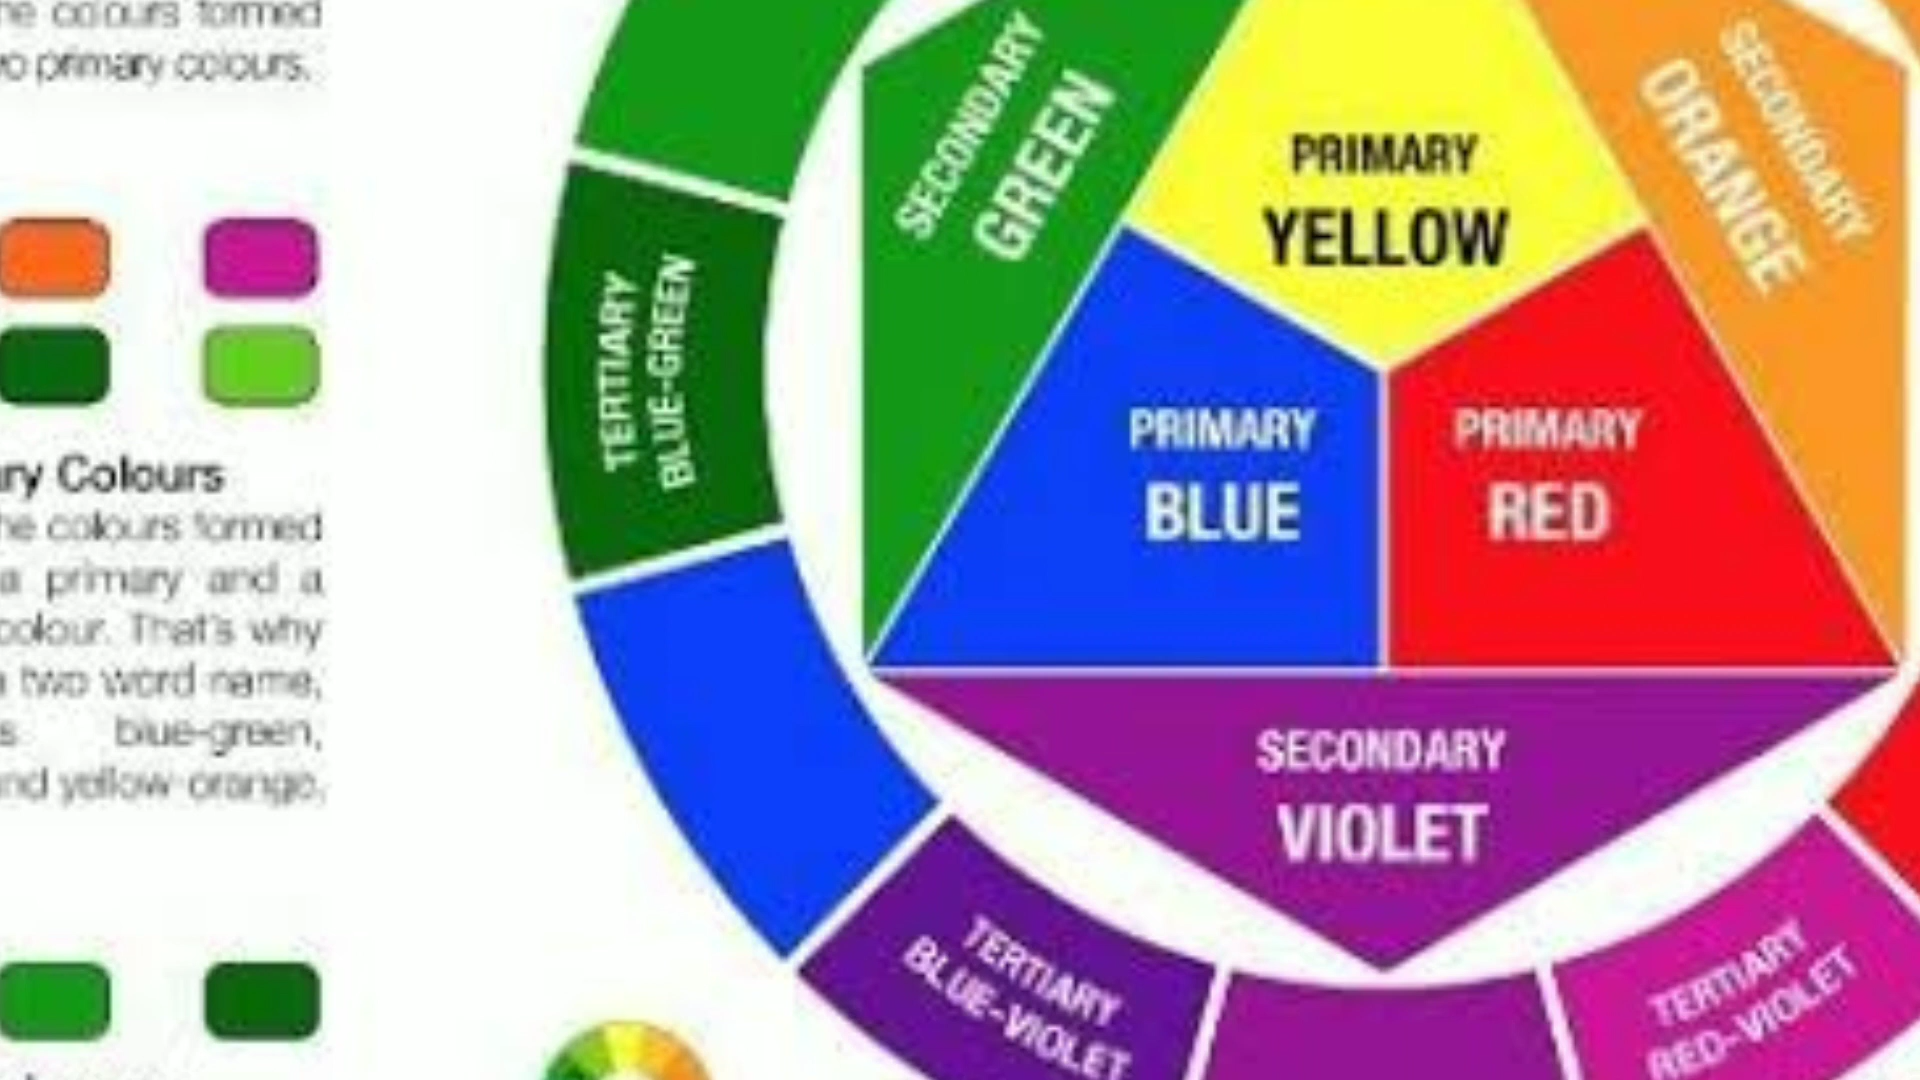 he colours formed
vo primary colours.
ry Colours
he colours formed
a primary and a
colour. That's why
two word name,
s blue-green,
nd yellow-orange.
SECONDARY
GREEN
PRIMARY
YELLOW
SECONDARY
ORANGE
TERTIARY
BLUE-GREEN
PRIMARY
BLUE
PRIMARY
RED
SECONDARY
VIOLET
TERTIARY
BLUE-VIOLET
TERTIARY
RED-VIOLET